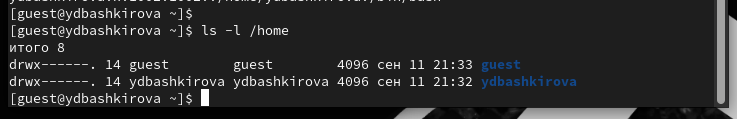 [guest@ydbashkirova ~]$
[guest@ydbashkirova ~]$ ls -l /home
итого 8
drwx------. 14 guest       guest       4096 сен 11 21:33 guest
drwx------. 14 ydbashkirova ydbashkirova 4096 сен 11 21:32 ydbashkirova
[guest@ydbashkirova ~]$